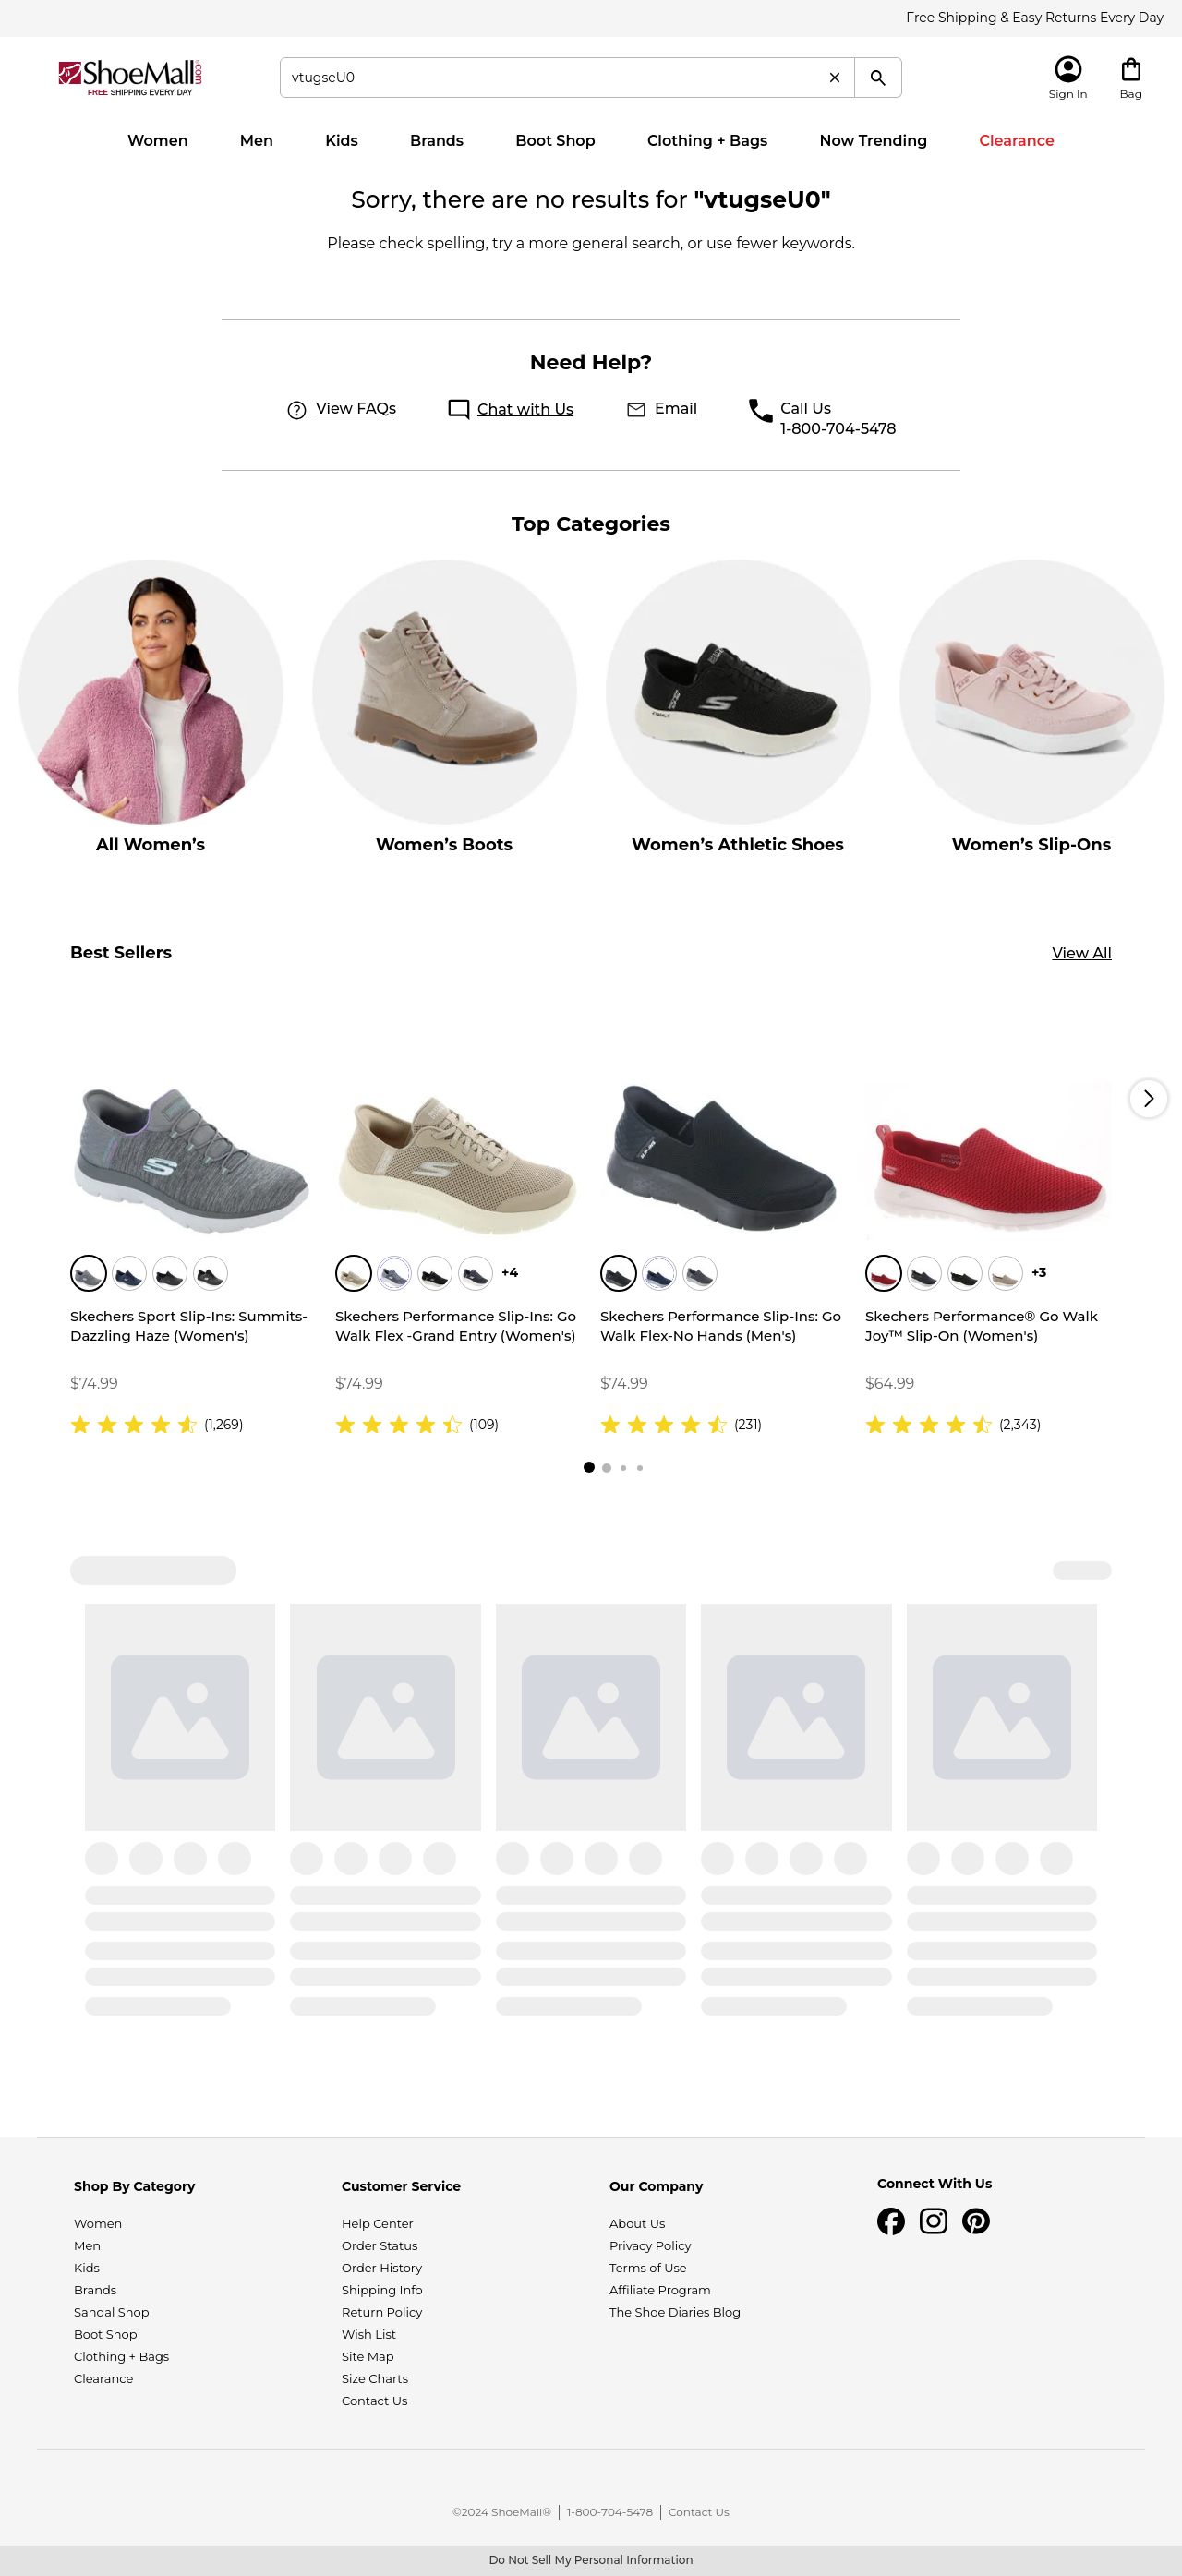 Free Shipping & Easy Returns Every Day
ShoeMall.com
FREE SHIPPING EVERY DAY
vtugseU0
Sign In
Bag
Women Men Kids Brands Boot Shop Clothing + Bags Now Trending Clearance
Sorry, there are no results for "vtugseU0"
Please check spelling, try a more general search, or use fewer keywords.
Need Help?
View FAQs Chat with Us Email Call Us
1-800-704-5478
Top Categories
All Women’s Women’s Boots Women’s Athletic Shoes Women’s Slip-Ons
Best Sellers View All
+4 +3
Skechers Sport Slip-Ins: Summits-
Dazzling Haze (Women's)
$74.99
(1,269)
Skechers Performance Slip-Ins: Go
Walk Flex -Grand Entry (Women's)
$74.99
(109)
Skechers Performance Slip-Ins: Go
Walk Flex-No Hands (Men's)
$74.99
(231)
Skechers Performance® Go Walk
Joy™ Slip-On (Women's)
$64.99
(2,343)
Shop By Category
Women
Men
Kids
Brands
Sandal Shop
Boot Shop
Clothing + Bags
Clearance
Customer Service
Help Center
Order Status
Order History
Shipping Info
Return Policy
Wish List
Site Map
Size Charts
Contact Us
Our Company
About Us
Privacy Policy
Terms of Use
Affiliate Program
The Shoe Diaries Blog
Connect With Us
©2024 ShoeMall® | 1-800-704-5478 | Contact Us
Do Not Sell My Personal Information